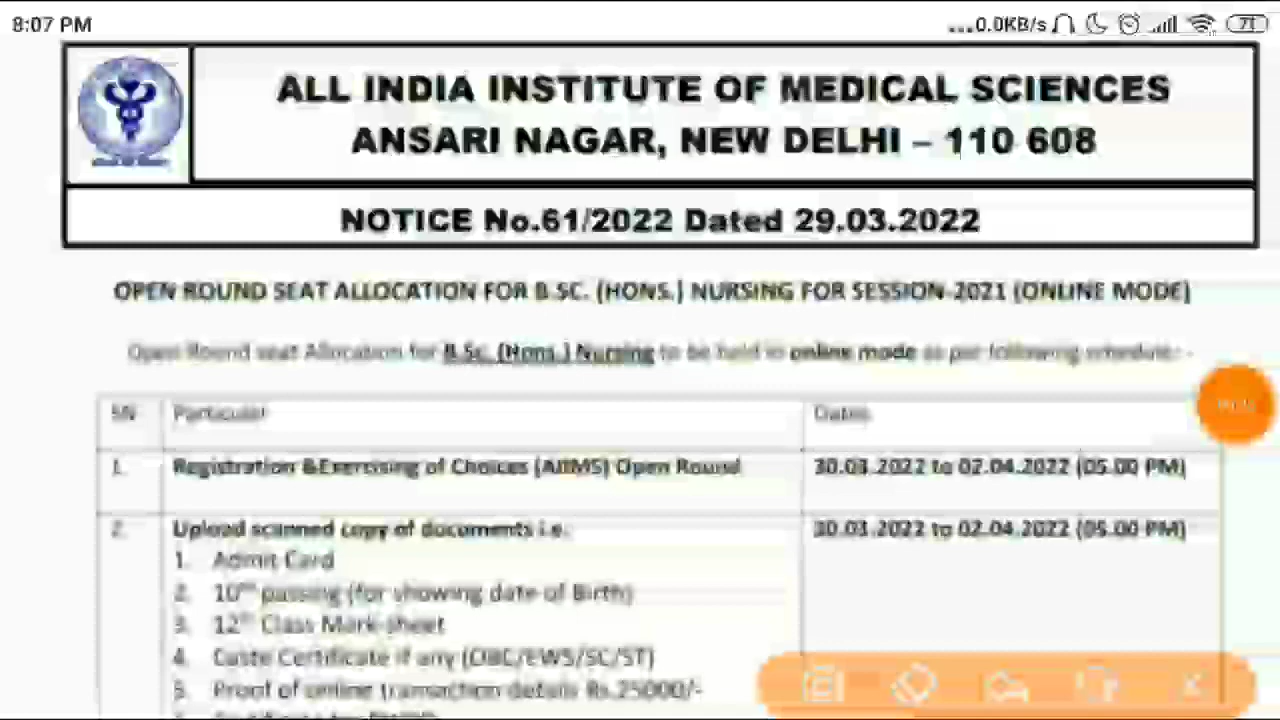 8:07 PM
...0.0KB/s
71
ALL INDIA INSTITUTE OF MEDICAL SCIENCES
ANSARI NAGAR, NEW DELHI – 110 608
NOTICE No.61/2022 Dated 29.03.2022
OPEN ROUND SEAT ALLOCATION FOR B.SC. (HONS.) NURSING FOR SESSION-2021 (ONLINE MODE)
Open Round seat Allocation for B.Sc. (Hons.) Nursing to be held in online mode as per following schedule: -
SN Particular Dates
1. Registration &Exercising of Choices (AIIMS) Open Round 30.03.2022 to 02.04.2022 (05.00 PM)
2. Upload scanned copy of documents i.e. 30.03.2022 to 02.04.2022 (05.00 PM)
1. Admit Card
2. 10th passing (for showing date of Birth)
3. 12th Class Mark-sheet
4. Caste Certificate if any (OBC/EWS/SC/ST)
5. Proof of online transaction details Rs.25000/-